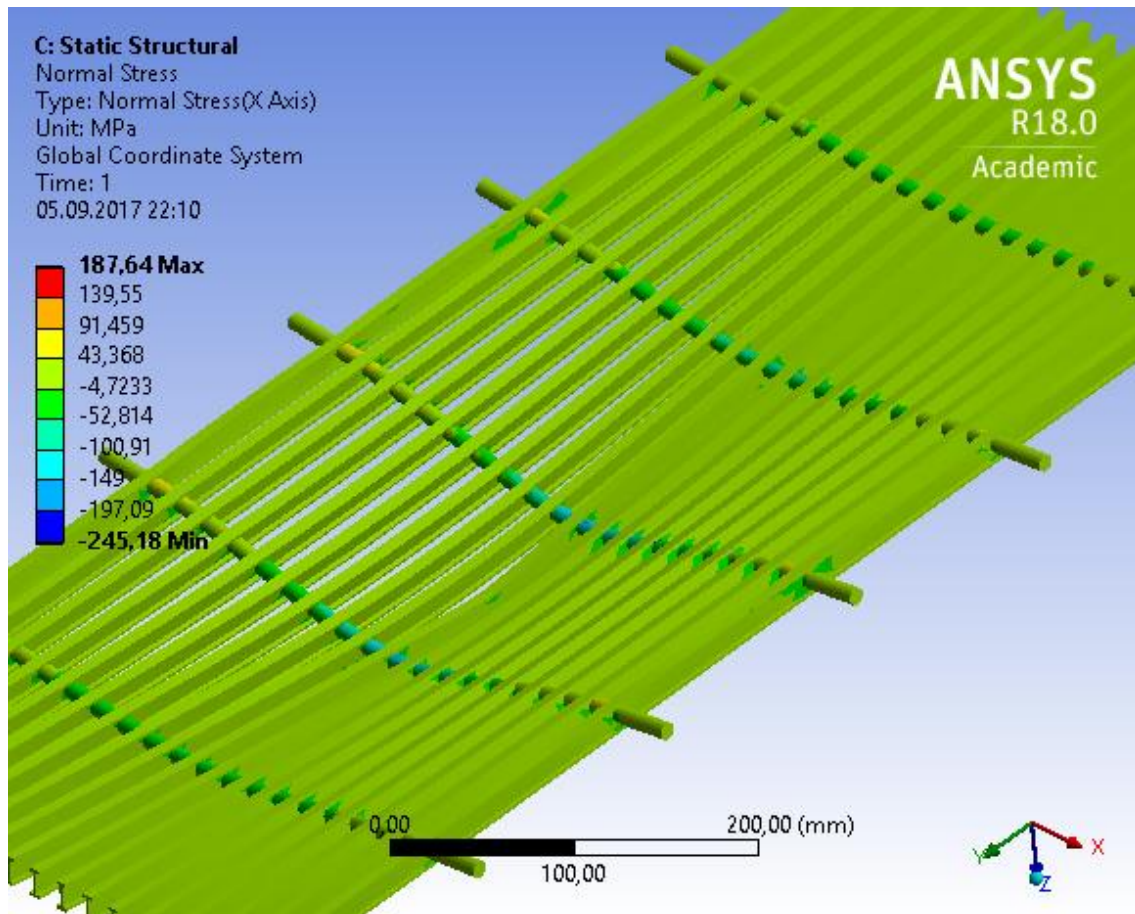 C: Static Structural
Normal Stress
Type: Normal Stress(X Axis)
Unit: MPa
Global Coordinate System
Time: 1
05.09.2017 22:10
ANSYS
R18.0
Academic
187,64 Max
139,55
91,459
43,368
-4,7233
-52,814
-100,91
-149
-197,09
-245,18 Min
0,00
200,00 (mm)
100,00
Y
X
Z